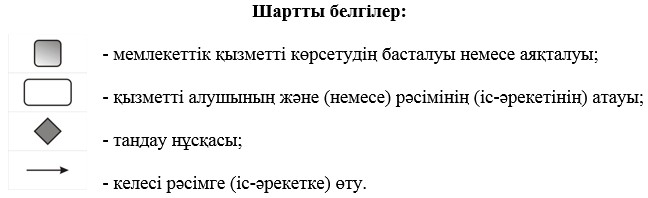 Шартты белгілер:
- мемлекеттік қызметті көрсетудің басталуы немесе аяқталуы;
- қызметті алушының және (немесе) рәсімінің (іс-әрекетінің) атауы;
- таңдау нұсқасы;
- келесі рәсімге (іс-әрекетке) өту.